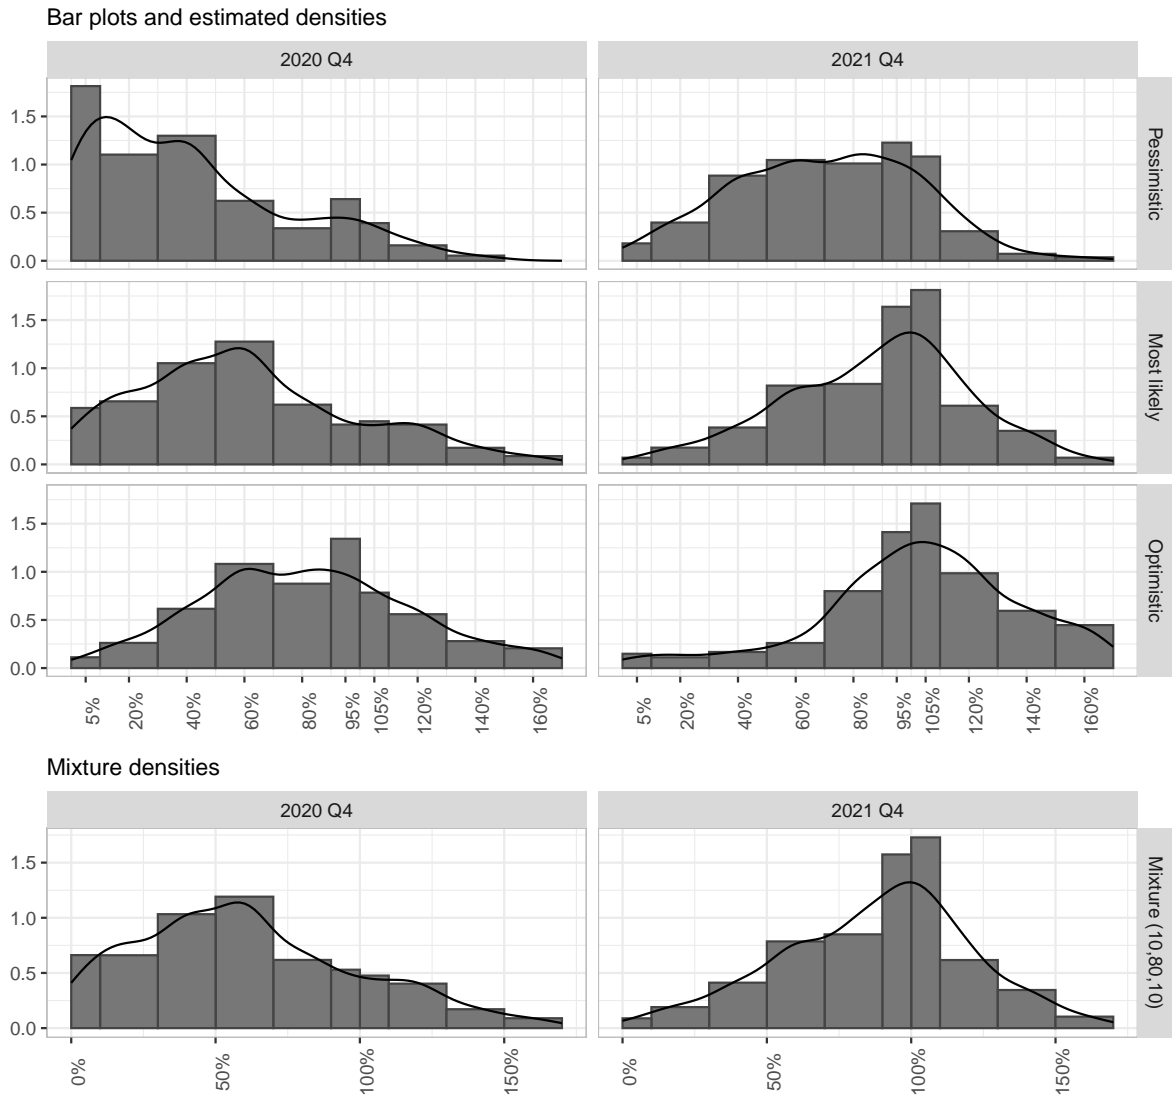 Bar plots and estimated densities
2020 Q4
2021 Q4
1.5
1.0
0.5
0.0
Pessimistic
1.5
1.0
0.5
0.0
Most likely
1.5
1.0
0.5
0.0
Optimistic
5% 20% 40% 60% 80% 95% 105% 120% 140% 160%
5% 20% 40% 60% 80% 95% 105% 120% 140% 160%
Mixture densities
2020 Q4
2021 Q4
1.5
1.0
0.5
0.0
Mixture (10,80,10)
0% 50% 100% 150%
0% 50% 100% 150%